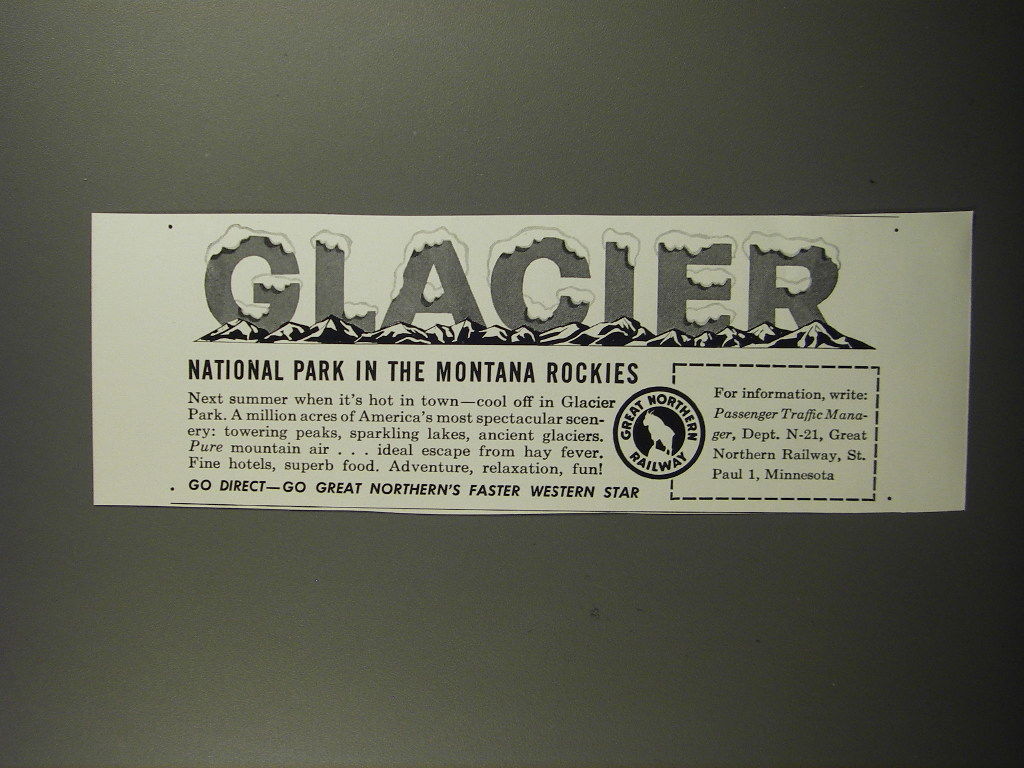 GLACIER
NATIONAL PARK IN THE MONTANA ROCKIES
Next summer when it's hot in town—cool off in Glacier
Park. A million acres of America's most spectacular scen-
ery: towering peaks, sparkling lakes, ancient glaciers.
Pure mountain air . . . ideal escape from hay fever.
Fine hotels, superb food. Adventure, relaxation, fun!
GO DIRECT—GO GREAT NORTHERN'S FASTER WESTERN STAR
GREAT NORTHERN
RAILWAY
For information, write:
Passenger Traffic Mana-
ger, Dept. N-21, Great
Northern Railway, St.
Paul 1, Minnesota